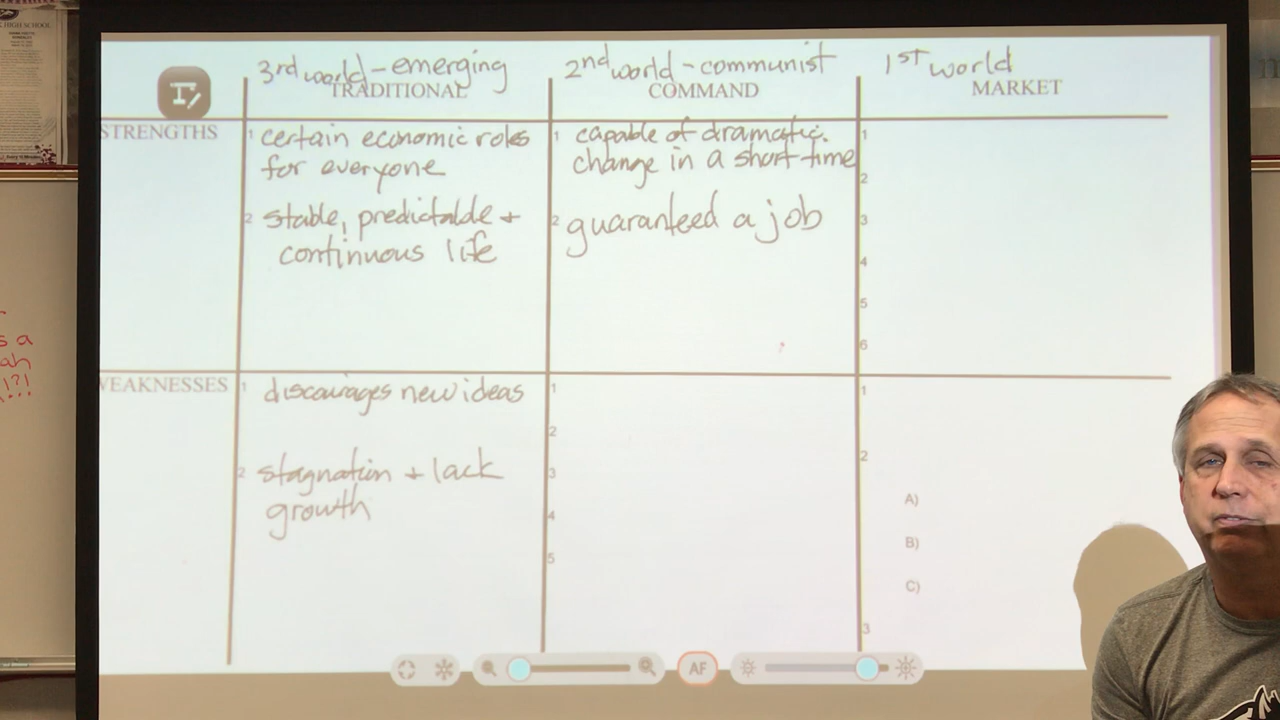 HIGH SCHOOL
3rd world - emerging
TRADITIONAL
2nd world - communist
COMMAND
1st world
MARKET
STRENGTHS
1 certain economic roles
for everyone
2 stable, predictable +
continuous life
1 capable of dramatic
change in a short time
2 guaranteed a job
1
2
3
4
5
6
WEAKNESSES
1 discourages new ideas
2 stagnation + lack
growth
1
2
3
4
5
1
2
A)
B)
C)
3
AF
s a
ah
!?!